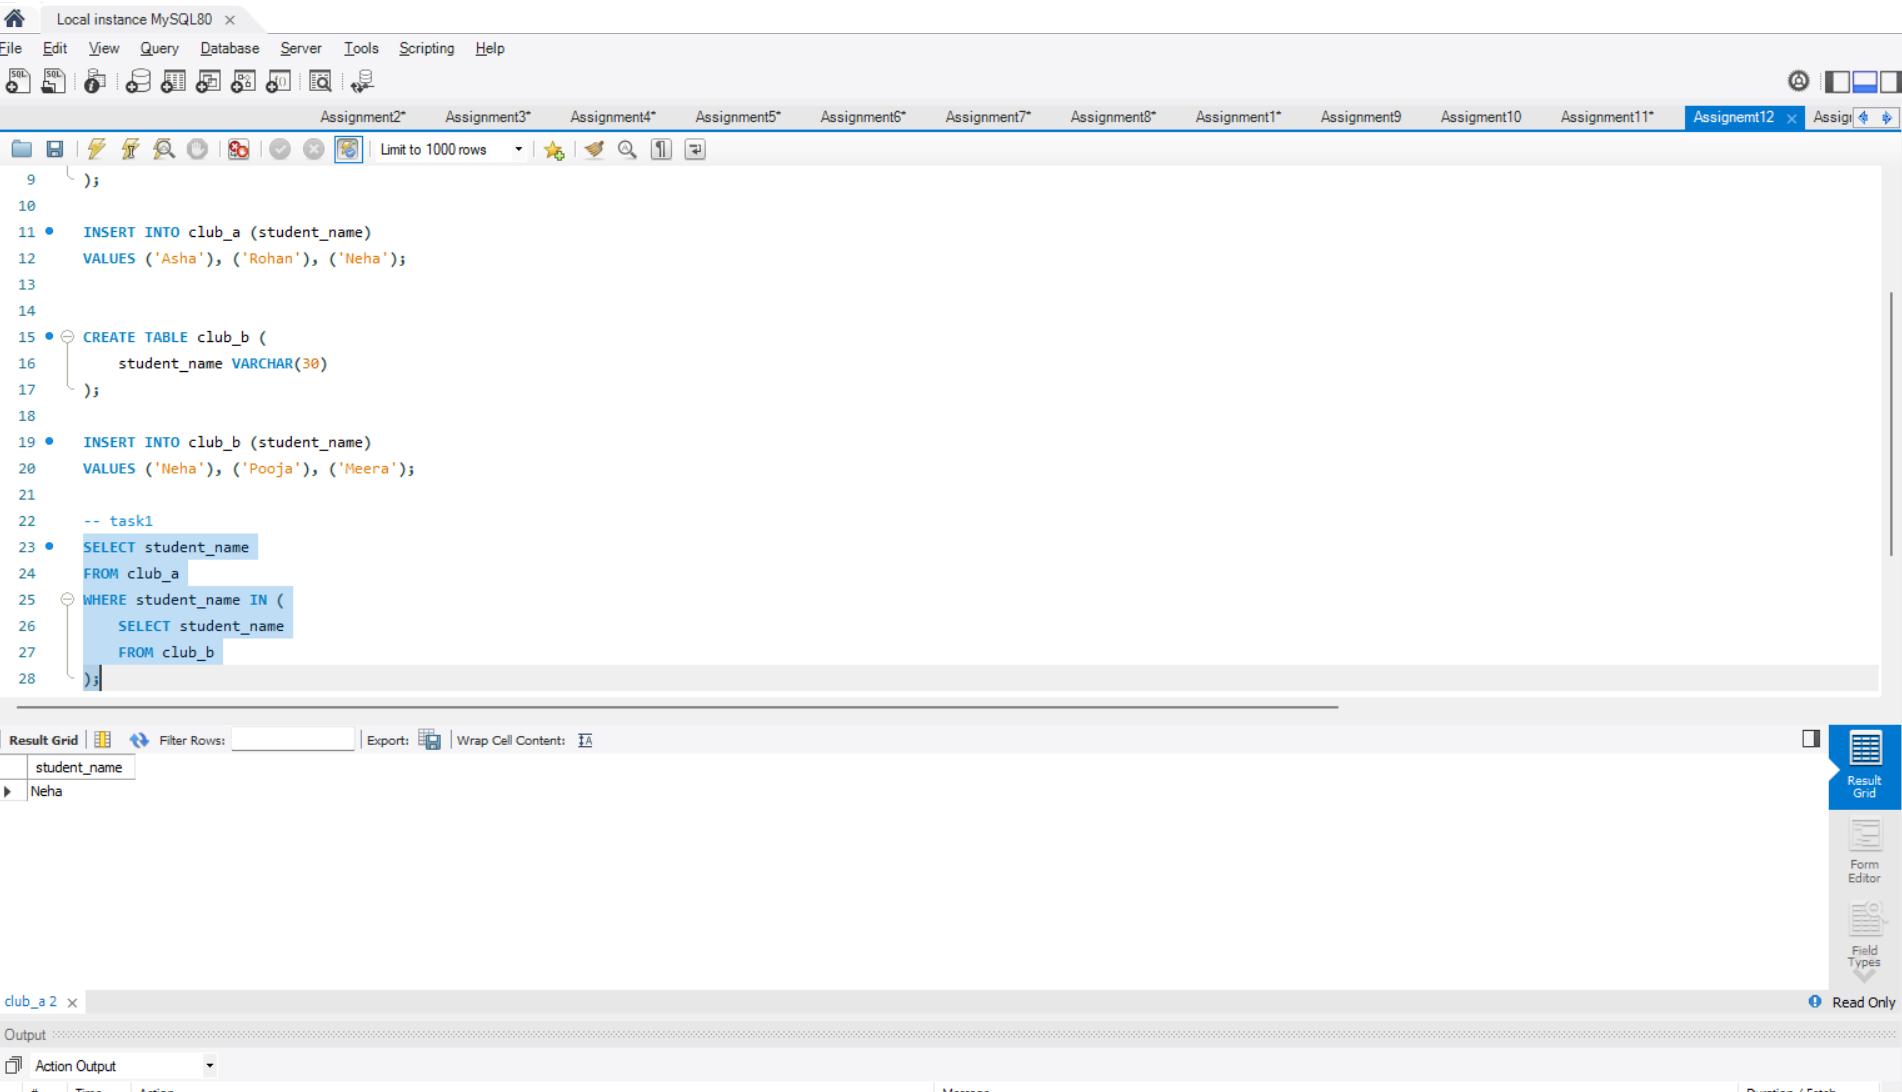 Local instance MySQL80
File Edit View Query Database Server Tools Scripting Help
Assignment2* Assignment3* Assignment4* Assignment5* Assignment6* Assignment7* Assignment8* Assignment1* Assignment9 Assigment10 Assignment11* Assignemt12 Assig
Limit to 1000 rows
9 );
10
11 INSERT INTO club_a (student_name)
12 VALUES ('Asha'), ('Rohan'), ('Neha');
13
14
15 CREATE TABLE club_b (
16 student_name VARCHAR(30)
17 );
18
19 INSERT INTO club_b (student_name)
20 VALUES ('Neha'), ('Pooja'), ('Meera');
21
22 -- task1
23 SELECT student_name
24 FROM club_a
25 WHERE student_name IN (
26 SELECT student_name
27 FROM club_b
28 );
Result Grid Filter Rows: Export: Wrap Cell Content:
student_name
Neha
Result
Grid
Form
Editor
Field
Types
club_a 2 Read Only
Output
Action Output